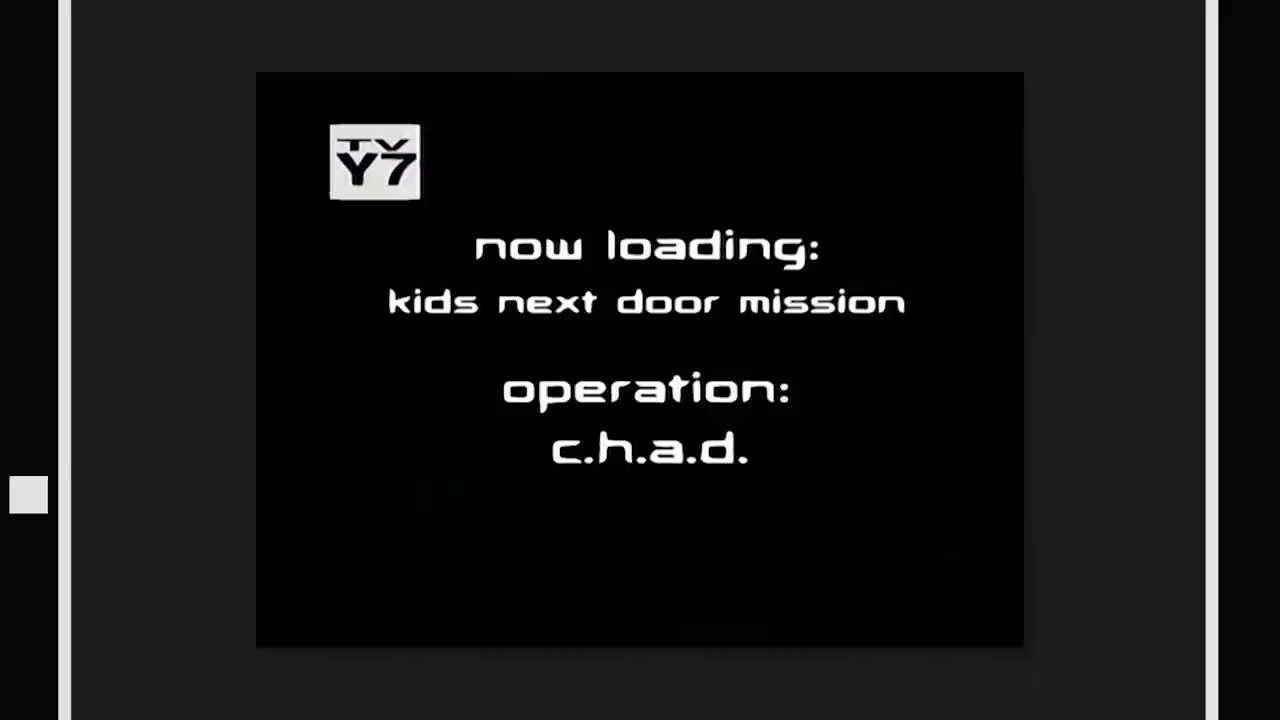 TV
Y7
now loading:
kids next door mission
operation:
c.h.a.d.